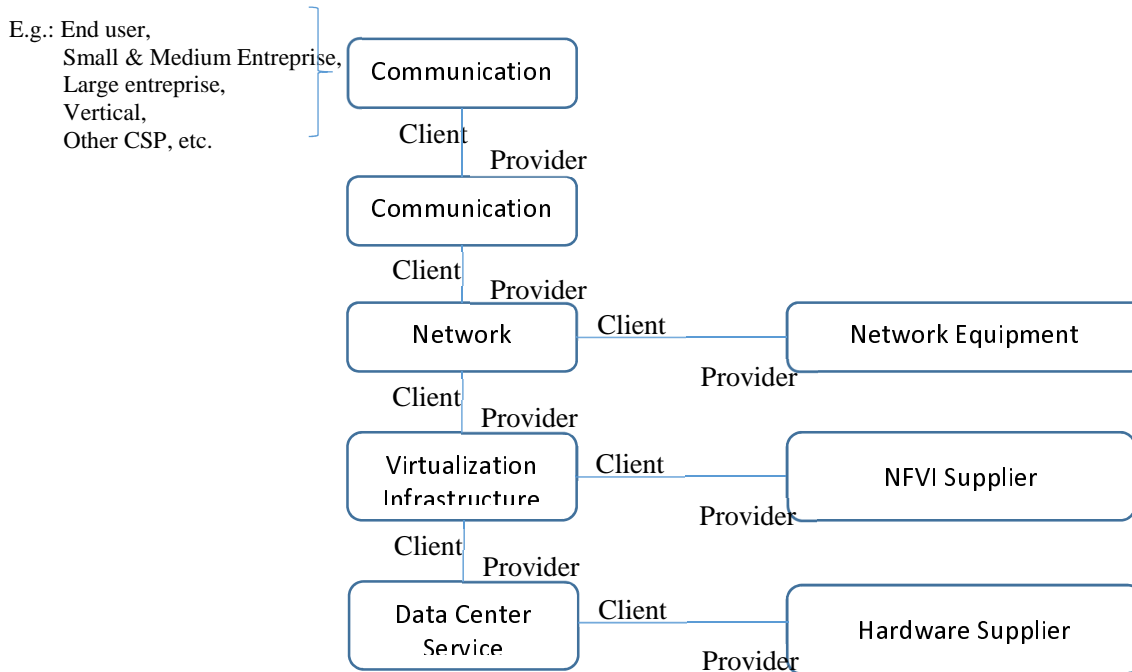 E.g.: End user,
Small & Medium Entreprise,
Large entreprise,
Vertical,
Other CSP, etc.
Communication
Client
Provider
Communication
Client
Provider
Network
Client
Provider
Network Equipment
Client
Provider
Virtualization
Infrastructure
Client
Provider
NFVI Supplier
Client
Provider
Data Center
Service
Client
Provider
Hardware Supplier